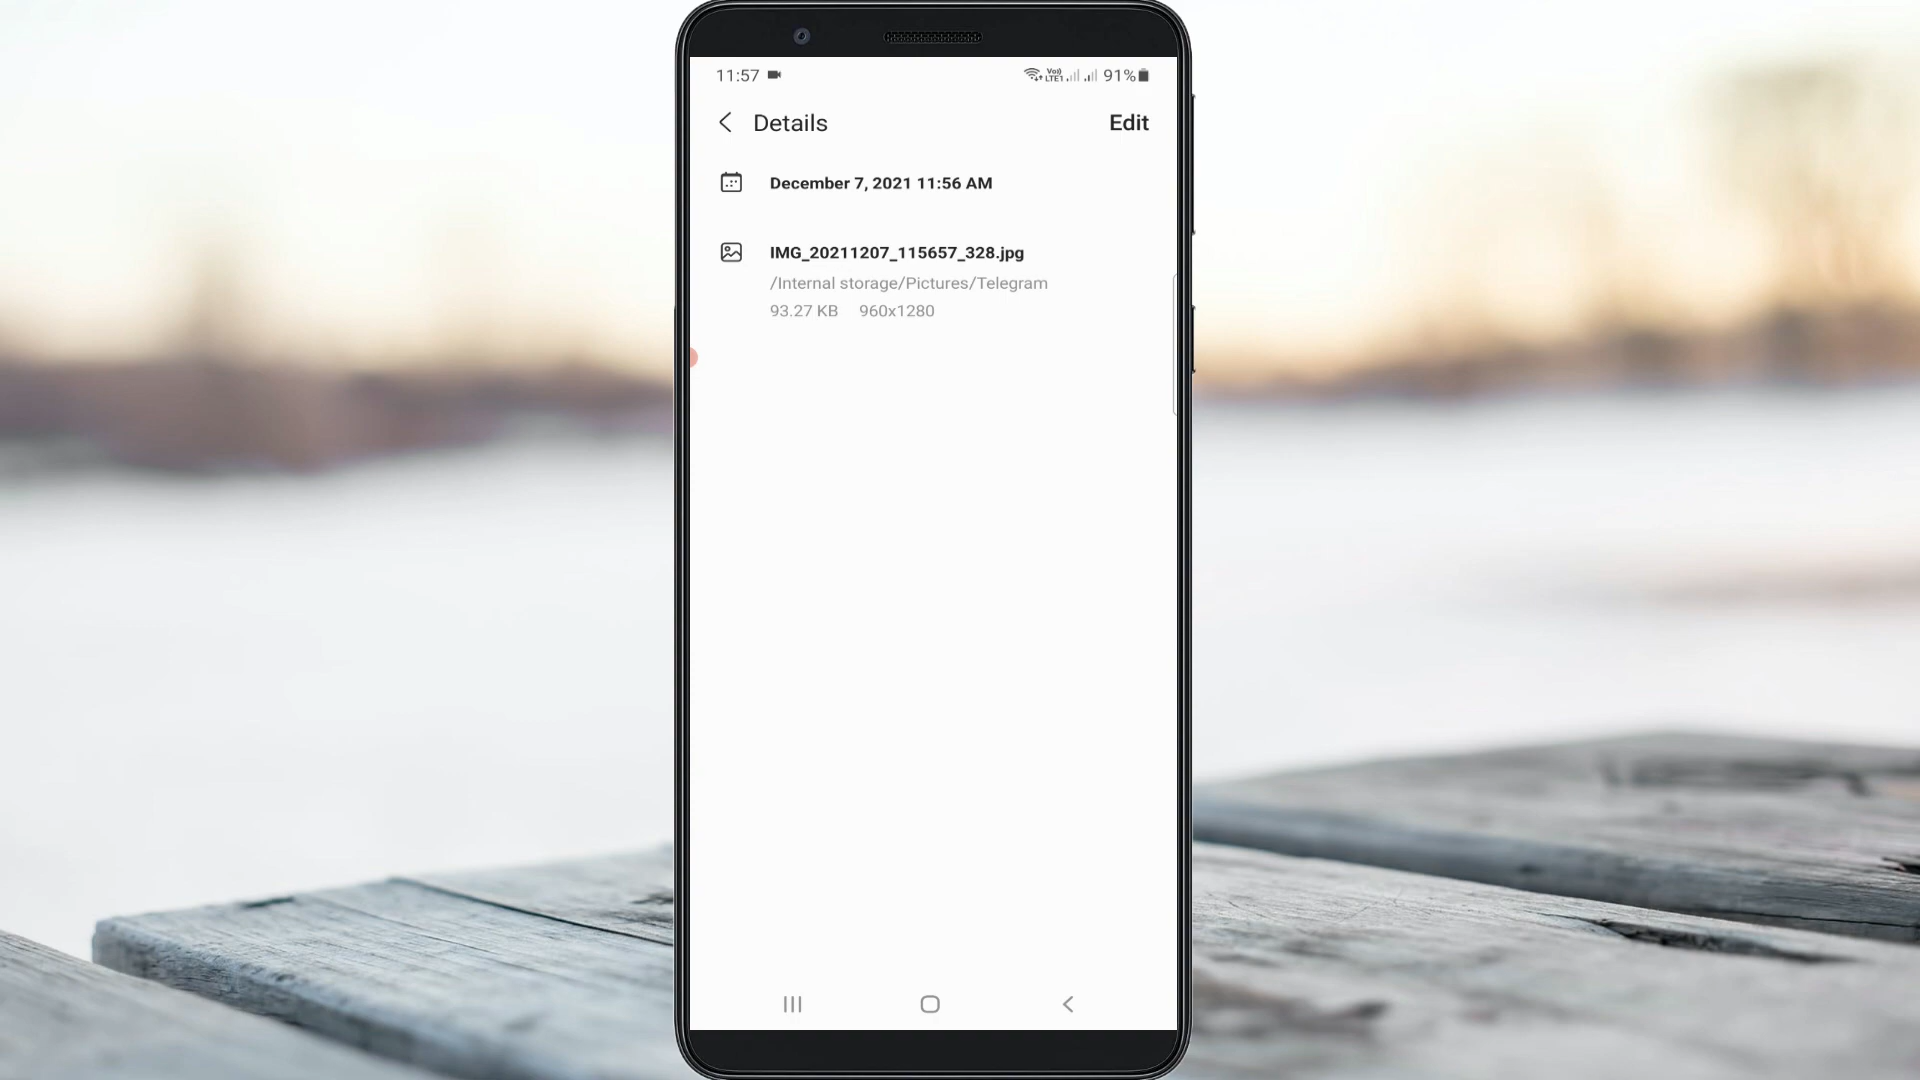 11:57 91%
Details Edit
December 7, 2021 11:56 AM
IMG_20211207_115657_328.jpg
/Internal storage/Pictures/Telegram
93.27 KB 960x1280